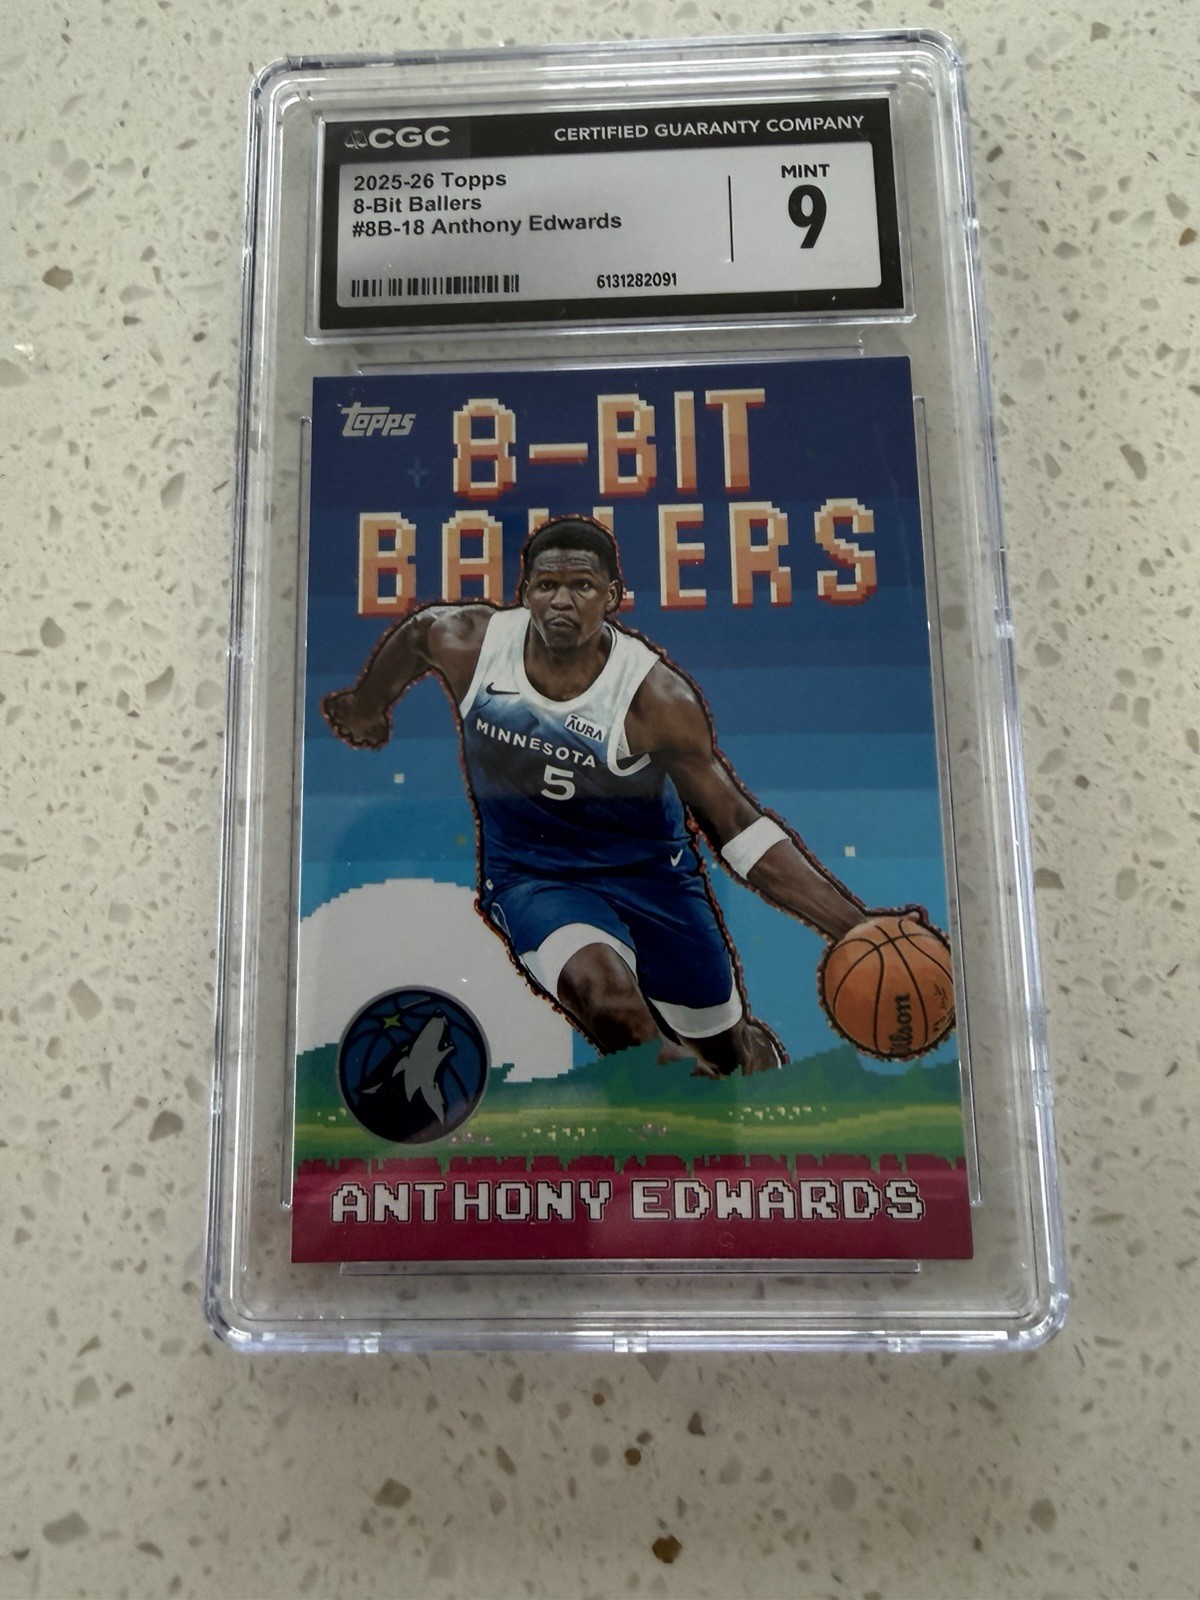 CGC CERTIFIED GUARANTY COMPANY
2025-26 Topps
8-Bit Ballers
#8B-18 Anthony Edwards
MINT
9
6131282091
Topps
8-BIT
BALLERS
AURA
MINNESOTA
5
Wilson
ANTHONY EDWARDS